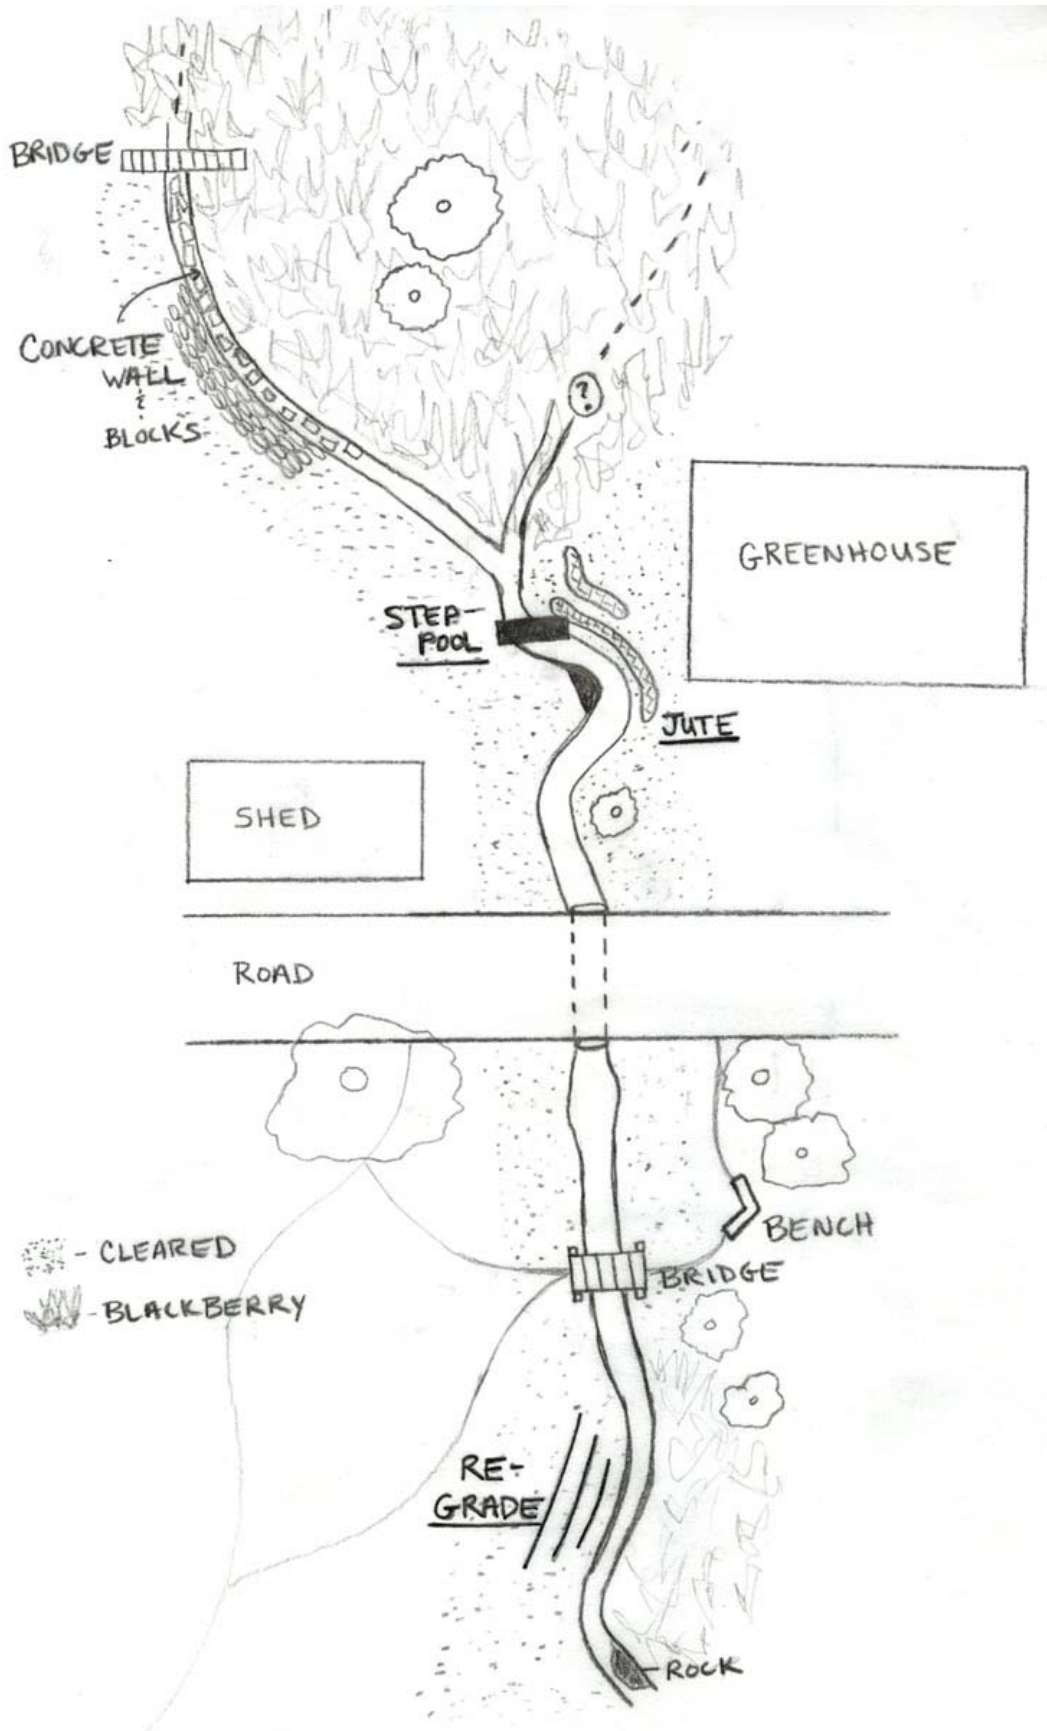 BRIDGE
CONCRETE
WALL
&
BLOCKS
?
GREENHOUSE
STEP-
POOL
JUTE
SHED
ROAD
BENCH
- CLEARED
BRIDGE
- BLACKBERRY
RE-
GRADE
ROCK